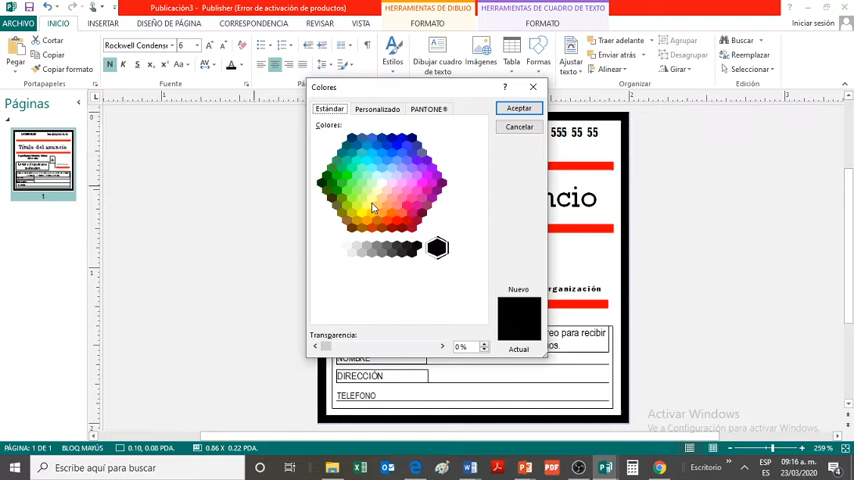 Publicación3 - Publisher (Error de activación de productos)
HERRAMIENTAS DE DIBUJO
HERRAMIENTAS DE CUADRO DE TEXTO
ARCHIVO
INICIO
INSERTAR
DISEÑO DE PÁGINA
CORRESPONDENCIA
REVISAR
VISTA
FORMATO
FORMATO
Iniciar sesión
Pegar
Cortar
Copiar
Copiar formato
Portapapeles
Rockwell Condense
6
N K S
Aa
AV
A
Fuente
Estilos
Dibujar cuadro de texto
Imágenes
Tabla
Formas
Ajustar texto
Traer adelante
Enviar atrás
Alinear
Agrupar
Desagrupar
Girar
Buscar
Reemplazar
Seleccionar
Páginas
Título del anuncio
1
Colores
? ×
Estándar
Personalizado
PANTONE®
Aceptar
Cancelar
Colores:
Nuevo
Actual
Transparencia:
0 %
555 55 55
ncio
rganización
eo para recibir
os.
NOMBRE
DIRECCIÓN
TELEFONO
Activar Windows
Ve a Configuración para activar Windows.
PÁGINA: 1 DE 1
BLOQ MAYÚS
0.10, 0.08 PDA.
0.86 X 0.22 PDA.
259 %
Escribe aquí para buscar
Escritorio
ESP
ES
09:16 a. m.
23/03/2020
4